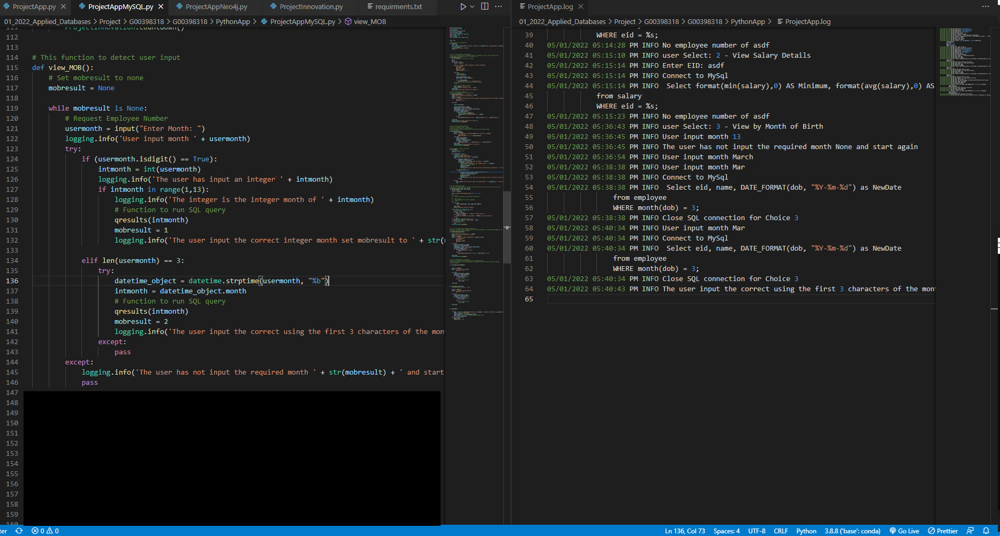 ProjectApp.py
ProjectAppMySQL.py
ProjectAppNeo4j.py
ProjectInnovation.py
requirments.txt
01_2022_Applied_Databases > Project > G00398318 > G00398318 > PythonApp > ProjectAppMySQL.py > view_MOB
112
113
114 # This function to detect user input
115 def view_MOB():
116 # Set mobresult to none
117 mobresult = None
118
119 while mobresult is None:
120 # Request Employee Number
121 usermonth = input("Enter Month: ")
122 logging.info('User input month ' + usermonth)
123 try:
124 if (usermonth.isdigit() == True):
125 intmonth = int(usermonth)
126 logging.info('The user has input an integer ' + intmonth)
127 if intmonth in range(1,13):
128 logging.info('The integer is the integer month of ' + intmonth)
129 # Function to run SQL query
130 qresults(intmonth)
131 mobresult = 1
132 logging.info('The user input the correct integer month set mobresult to ' + str(
133
134 elif len(usermonth) == 3:
135 try:
136 datetime_object = datetime.strptime(usermonth, "%b")
137 intmonth = datetime_object.month
138 # Function to run SQL query
139 qresults(intmonth)
140 mobresult = 2
141 logging.info('The user input the correct using the first 3 characters of the mon
142 except:
143 pass
144 except:
145 logging.info('The user has not input the required month ' + str(mobresult) + ' and start
146 pass
147
148
149
150
151
152
153
154
155
156
157
158
159
ProjectApp.log
01_2022_Applied_Databases > Project > G00398318 > G00398318 > PythonApp > ProjectApp.log
39 WHERE eid = %s;
40 05/01/2022 05:14:28 PM INFO No employee number of asdf
41 05/01/2022 05:15:10 PM INFO user Select: 2 - View Salary Details
42 05/01/2022 05:15:14 PM INFO Enter EID: asdf
43 05/01/2022 05:15:14 PM INFO Connect to MySql
44 05/01/2022 05:15:14 PM INFO  Select format(min(salary),0) AS Minimum, format(avg(salary),0) AS
45 from salary
46 WHERE eid = %s;
47 05/01/2022 05:15:23 PM INFO No employee number of asdf
48 05/01/2022 05:36:43 PM INFO user Select: 3 - View by Month of Birth
49 05/01/2022 05:36:45 PM INFO User input month 13
50 05/01/2022 05:36:45 PM INFO The user has not input the required month None and start again
51 05/01/2022 05:36:54 PM INFO User input month March
52 05/01/2022 05:38:38 PM INFO User input month Mar
53 05/01/2022 05:38:38 PM INFO Connect to MySql
54 05/01/2022 05:38:38 PM INFO  Select eid, name, DATE_FORMAT(dob, "%Y-%m-%d") as NewDate
55 from employee
56 WHERE month(dob) = 3;
57 05/01/2022 05:38:38 PM INFO Close SQL connection for Choice 3
58 05/01/2022 05:40:34 PM INFO User input month Mar
59 05/01/2022 05:40:34 PM INFO Connect to MySql
60 05/01/2022 05:40:34 PM INFO  Select eid, name, DATE_FORMAT(dob, "%Y-%m-%d") as NewDate
61 from employee
62 WHERE month(dob) = 3;
63 05/01/2022 05:40:34 PM INFO Close SQL connection for Choice 3
64 05/01/2022 05:40:43 PM INFO The user input the correct using the first 3 characters of the mon
65
ter 0 0 Ln 136, Col 73 Spaces: 4 UTF-8 CRLF Python 3.8.8 ('base': conda) Go Live Prettier